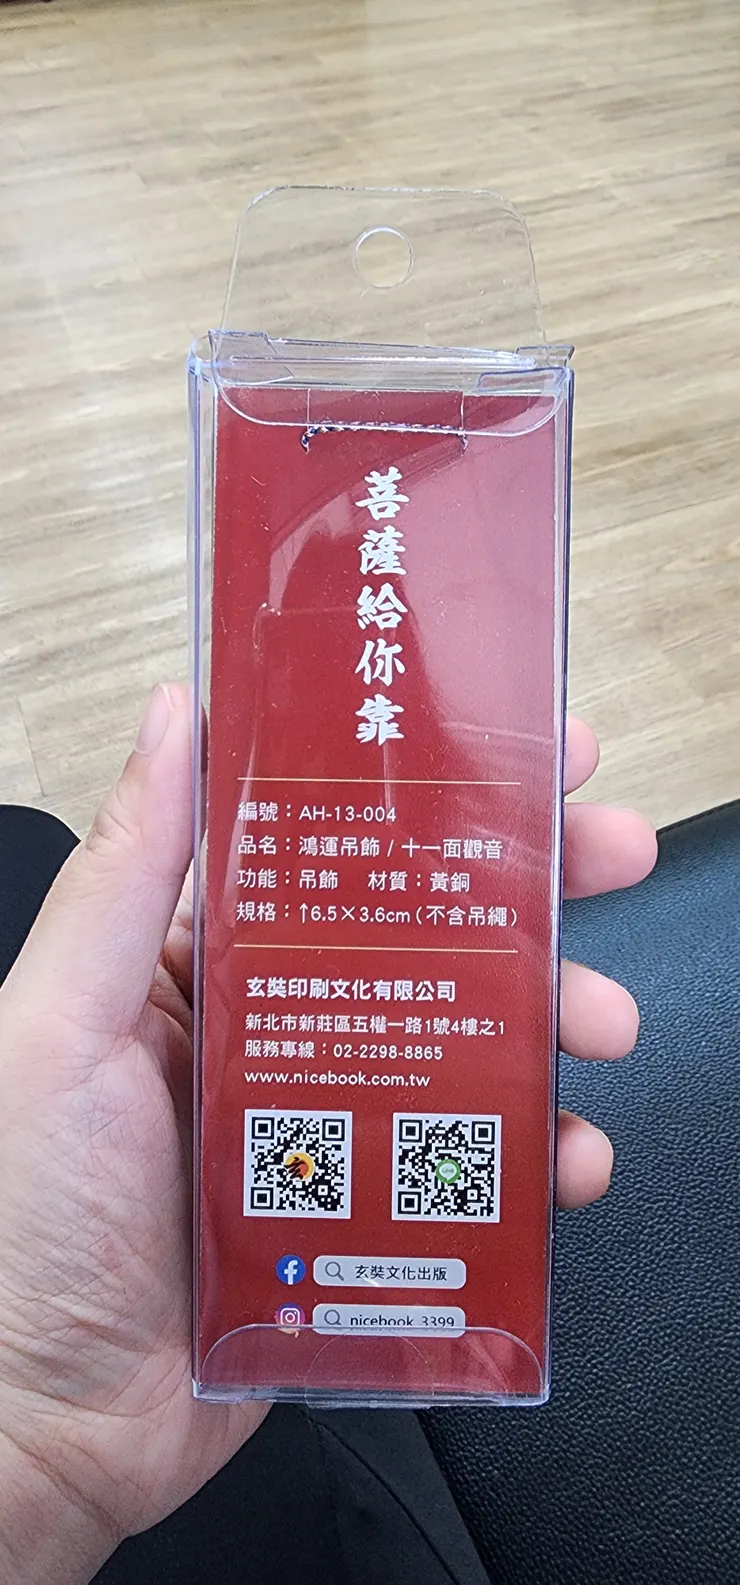 菩薩給你靠
編號：AH-13-004
品名：鴻運吊飾 / 十一面觀音
功能：吊飾　材質：黃銅
規格：↑6.5×3.6cm（不含吊繩）
玄奘印刷文化有限公司
新北市新莊區五權一路1號4樓之1
服務專線：02-2298-8865
www.nicebook.com.tw
LINE
玄奘文化出版
nicebook_3399